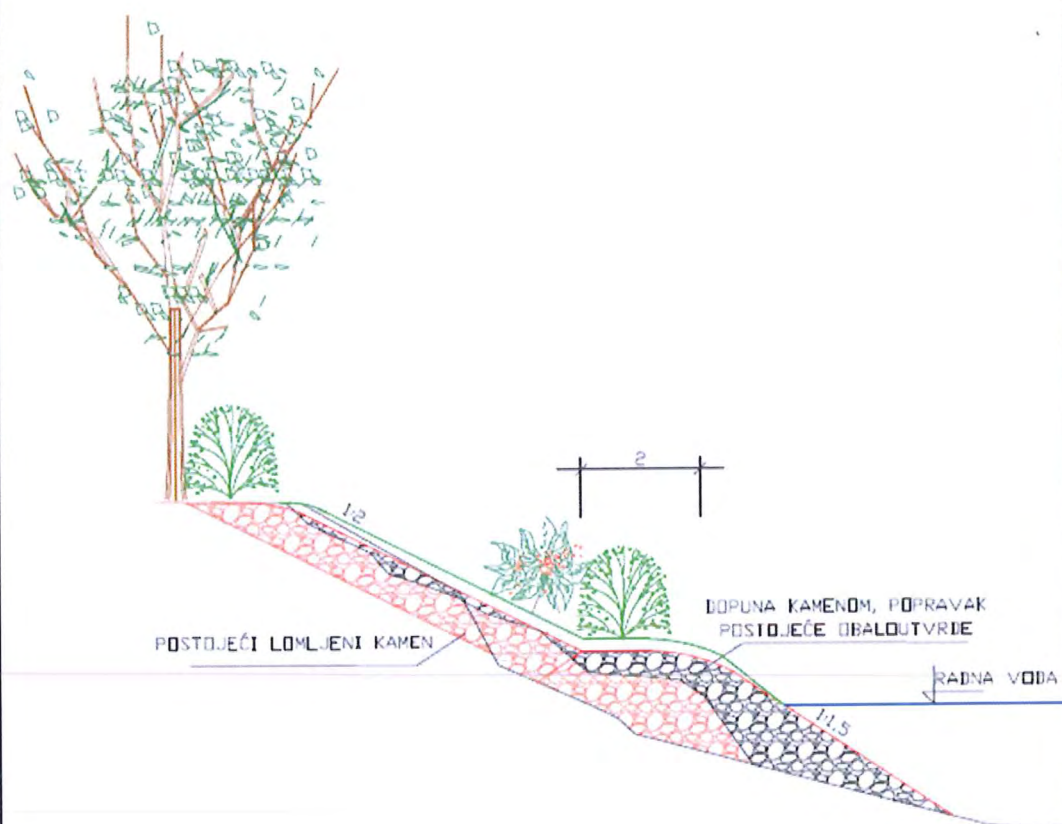 2
1:2
DOPUNA KAMENOM, POPRAVAK
POSTOJEĆE OBALOUTVRDE
POSTOJEĆI LOMLJENI KAMEN
RADNA VODA
1:1.5